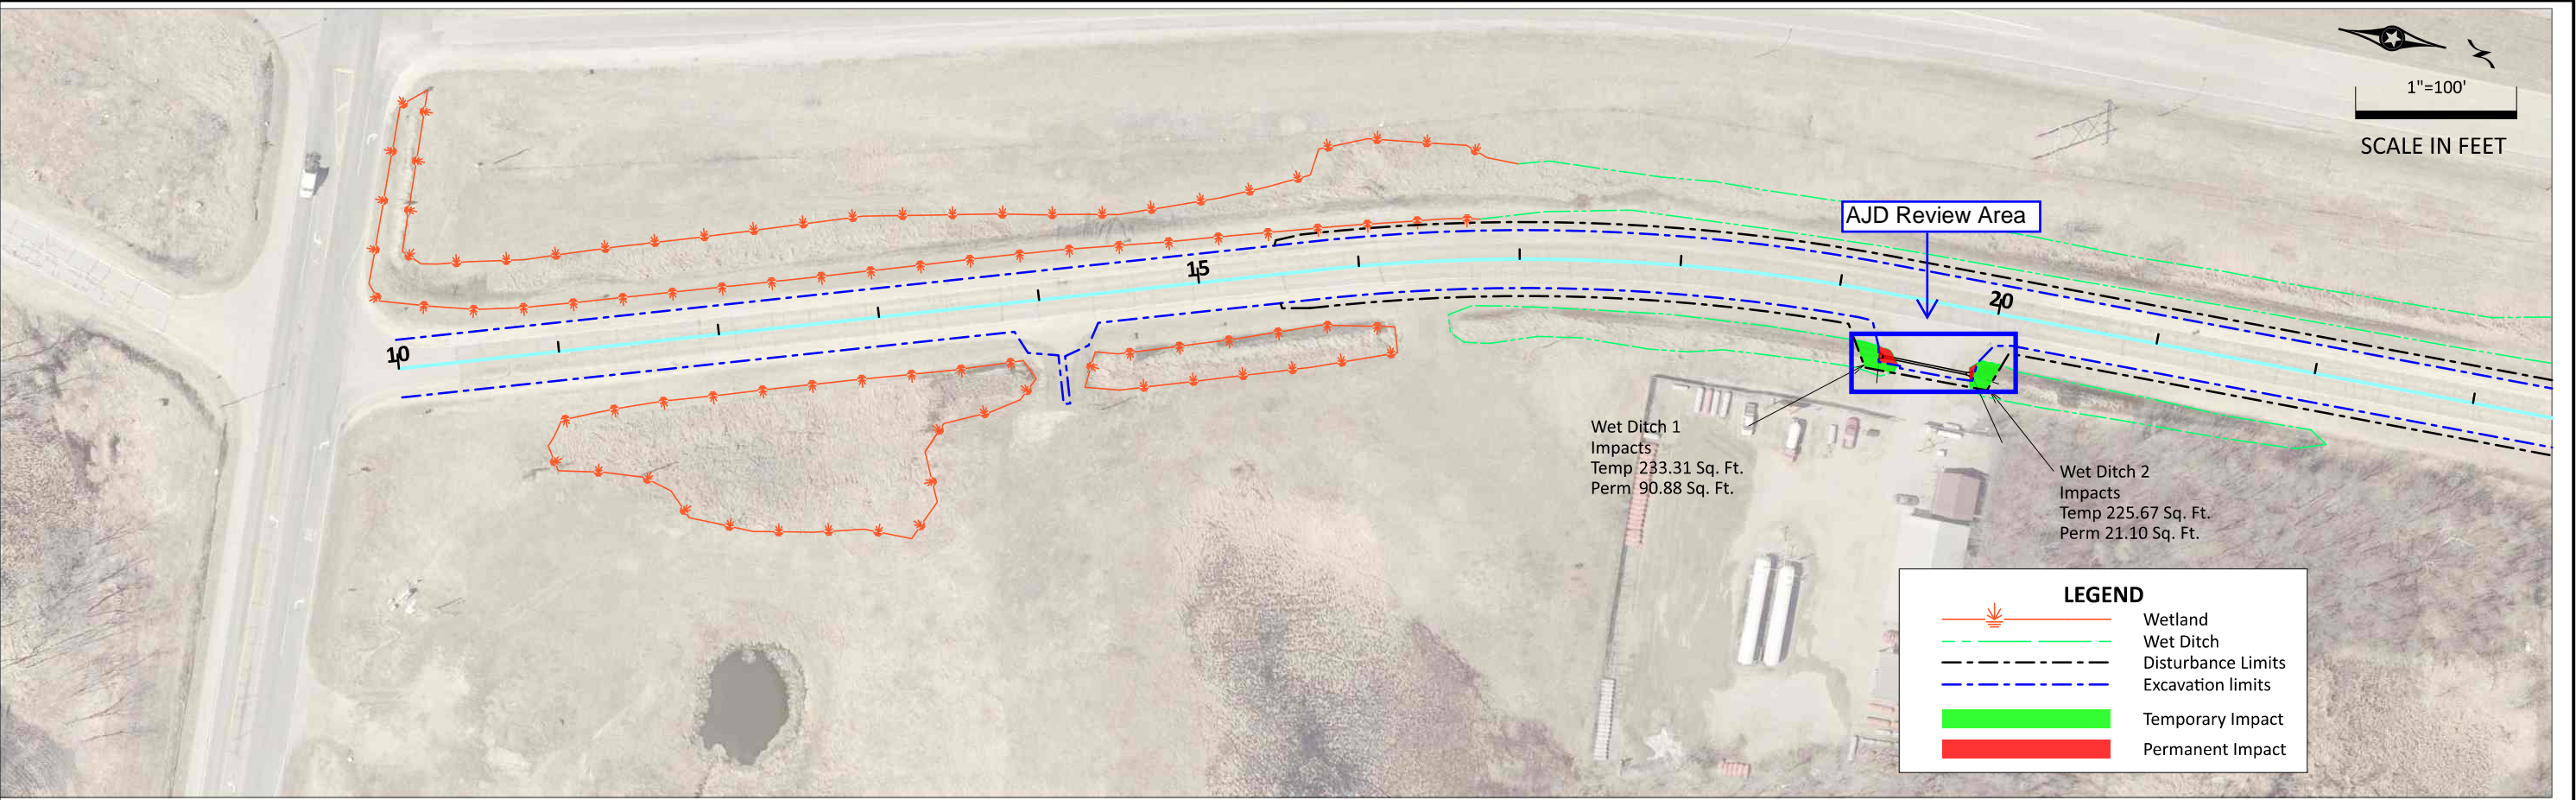 1"=100'
SCALE IN FEET
AJD Review Area
15
20
10
Wet Ditch 1
Impacts
Temp 233.31 Sq. Ft.
Perm 90.88 Sq. Ft.
Wet Ditch 2
Impacts
Temp 225.67 Sq. Ft.
Perm 21.10 Sq. Ft.
LEGEND
Wetland
Wet Ditch
Disturbance Limits
Excavation limits
Temporary Impact
Permanent Impact